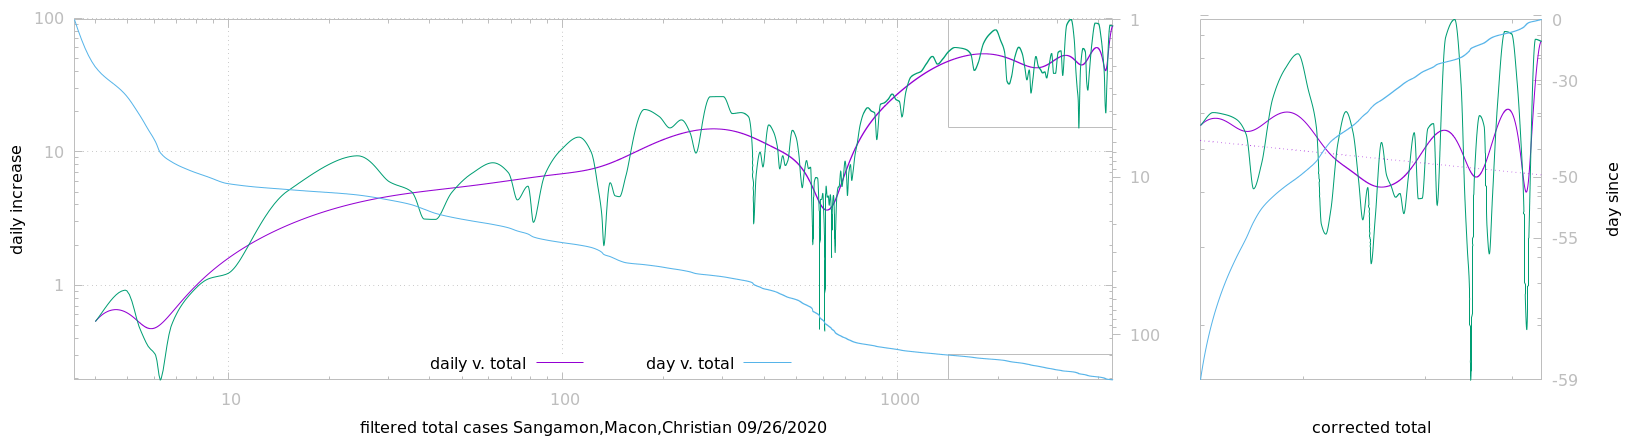 100
10
1
daily increase
10
100
1000
1
10
100
daily v. total
day v. total
filtered total cases Sangamon,Macon,Christian 09/26/2020
0
-30
-50
-55
-59
day since
corrected total